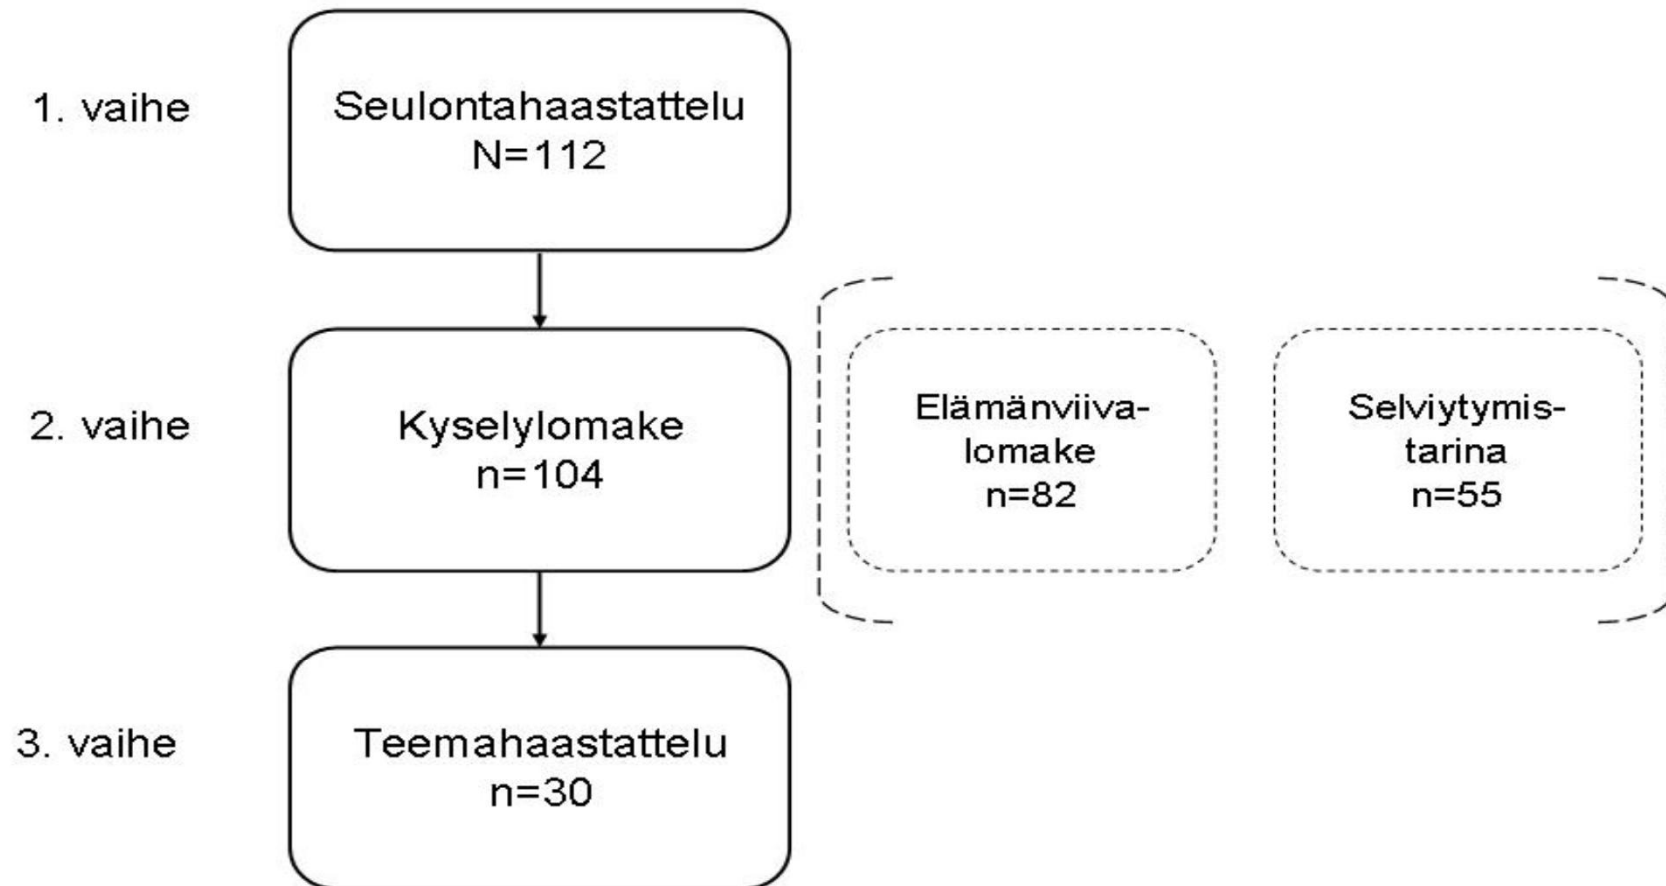 1. vaihe
Seulontahaastattelu
N=112
2. vaihe
Kyselylomake
n=104
Elämänviiva-
lomake
n=82
Selviytymis-
tarina
n=55
3. vaihe
Teemahaastattelu
n=30